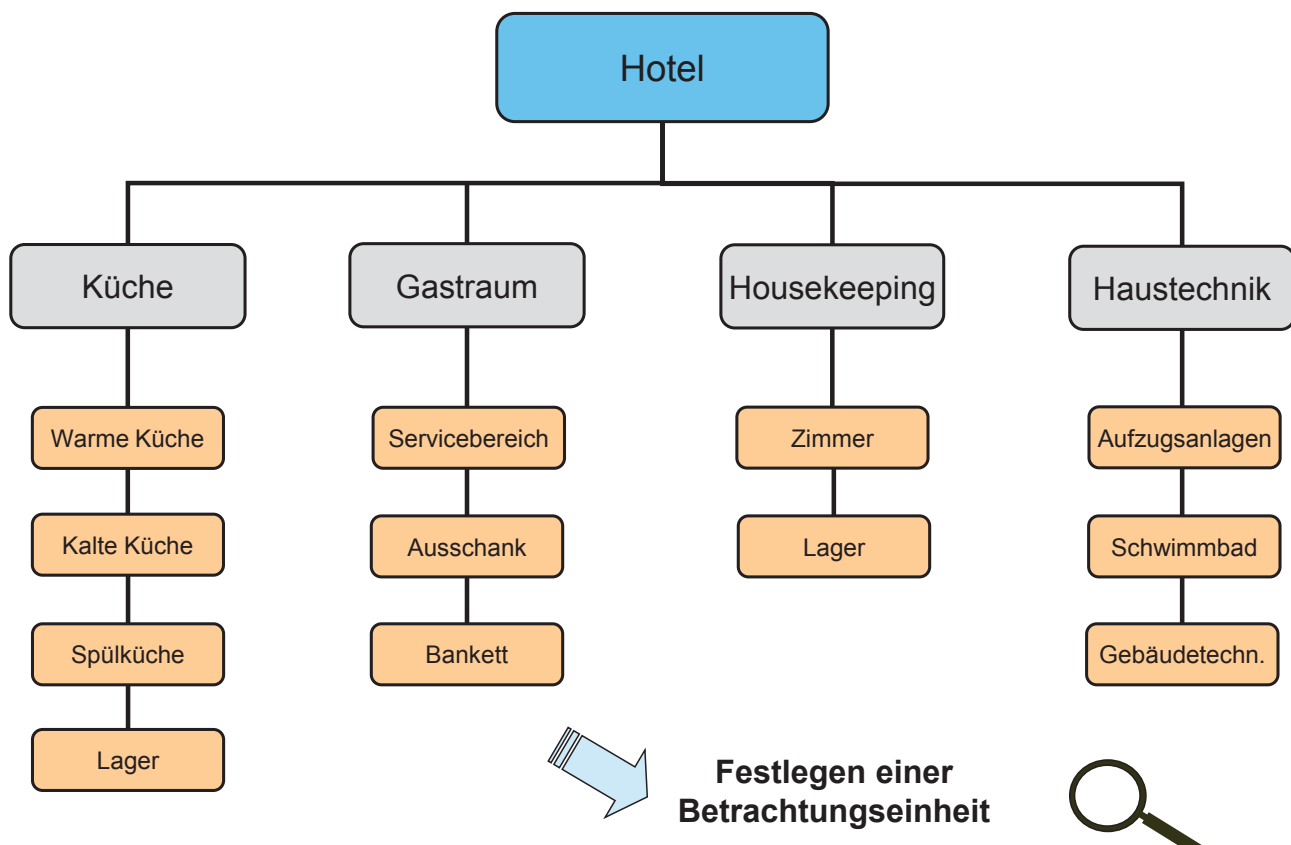 Hotel
Küche
Gastraum
Housekeeping
Haustechnik
Warme Küche
Servicebereich
Zimmer
Aufzugsanlagen
Kalte Küche
Ausschank
Lager
Schwimmbad
Spülküche
Bankett
Gebäudetechn.
Lager
Festlegen einer
Betrachtungseinheit